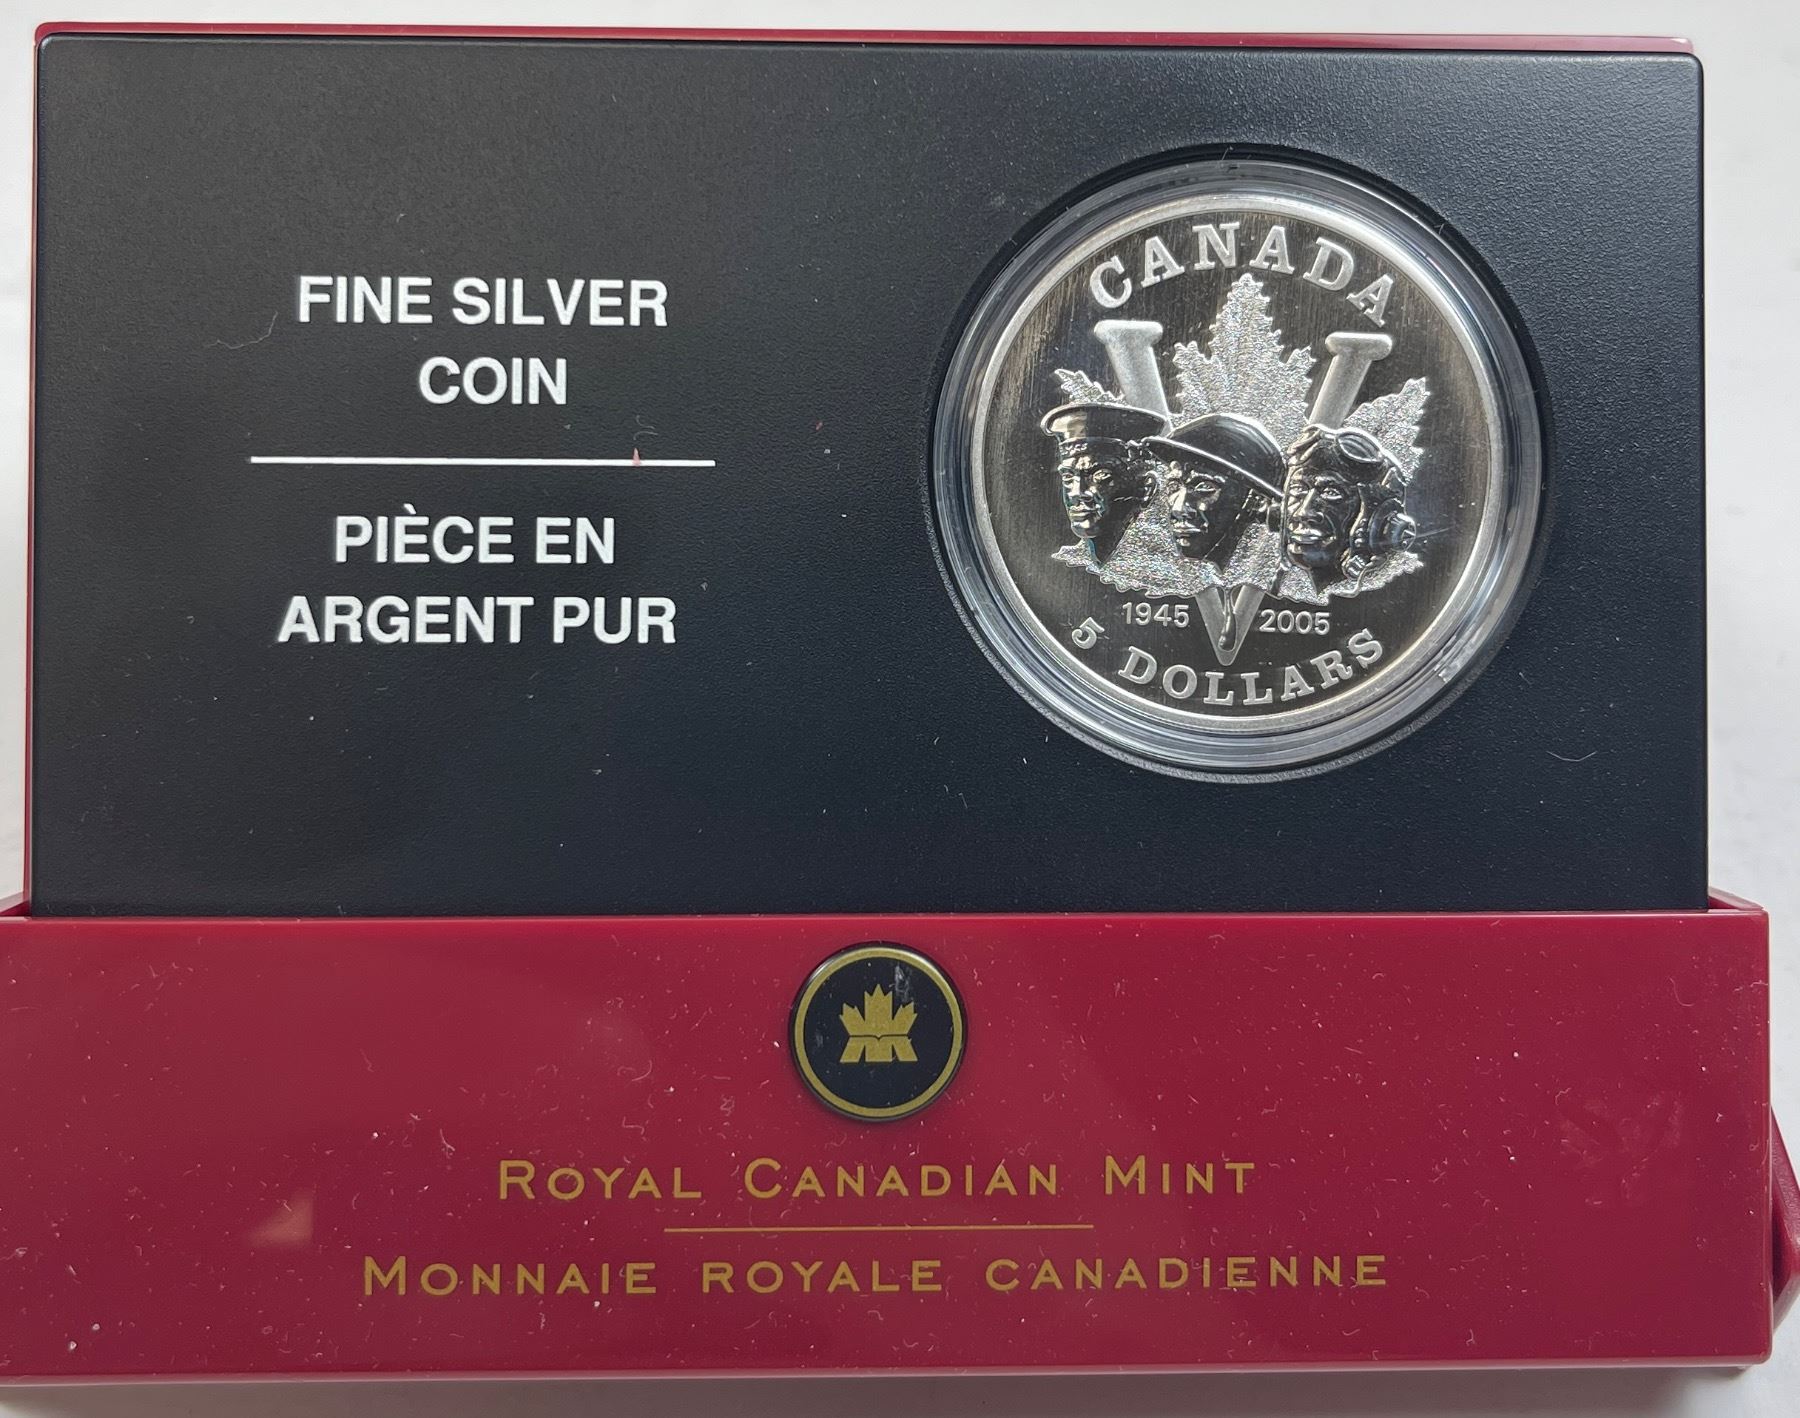 FINE SILVER
COIN
PIÈCE EN
ARGENT PUR
CANADA
1945 2005
5 DOLLARS
ROYAL CANADIAN MINT
MONNAIE ROYALE CANADIENNE